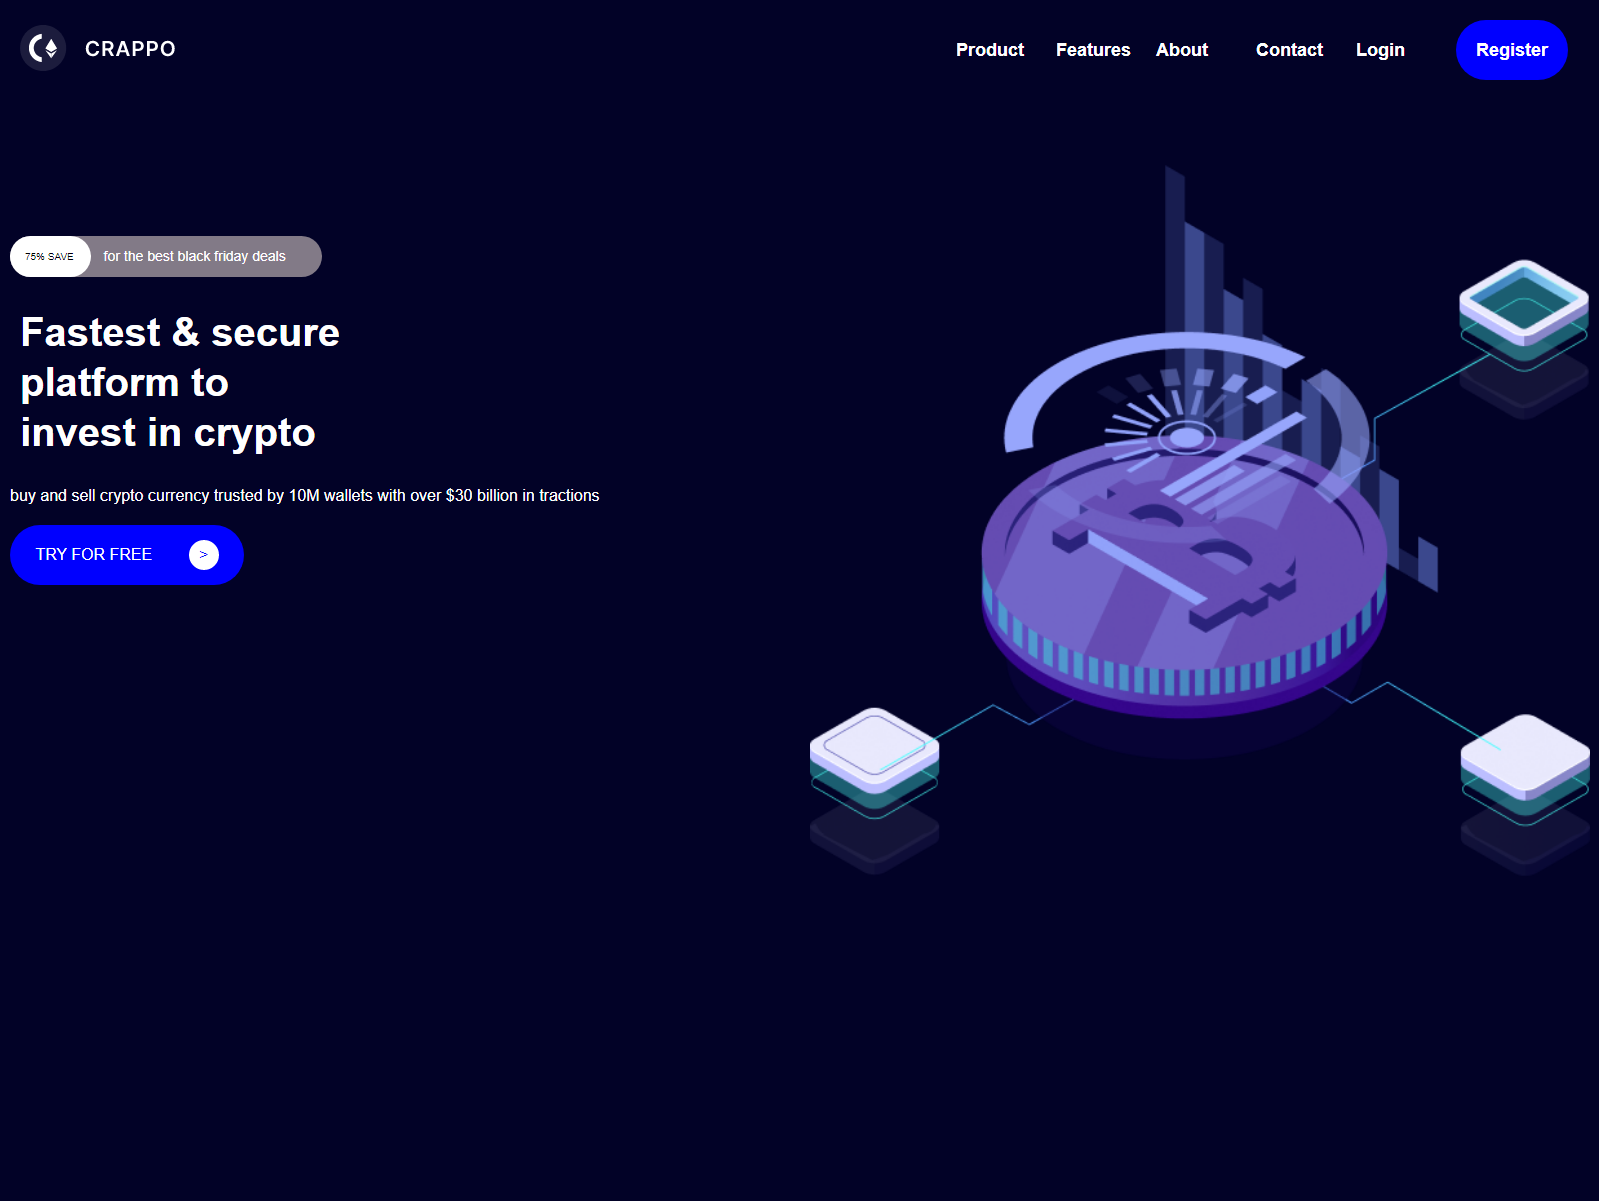 CRAPPO
Product Features About Contact Login Register
75% SAVE for the best black friday deals
Fastest & secure
platform to
invest in crypto
buy and sell crypto currency trusted by 10M wallets with over $30 billion in tractions
TRY FOR FREE >